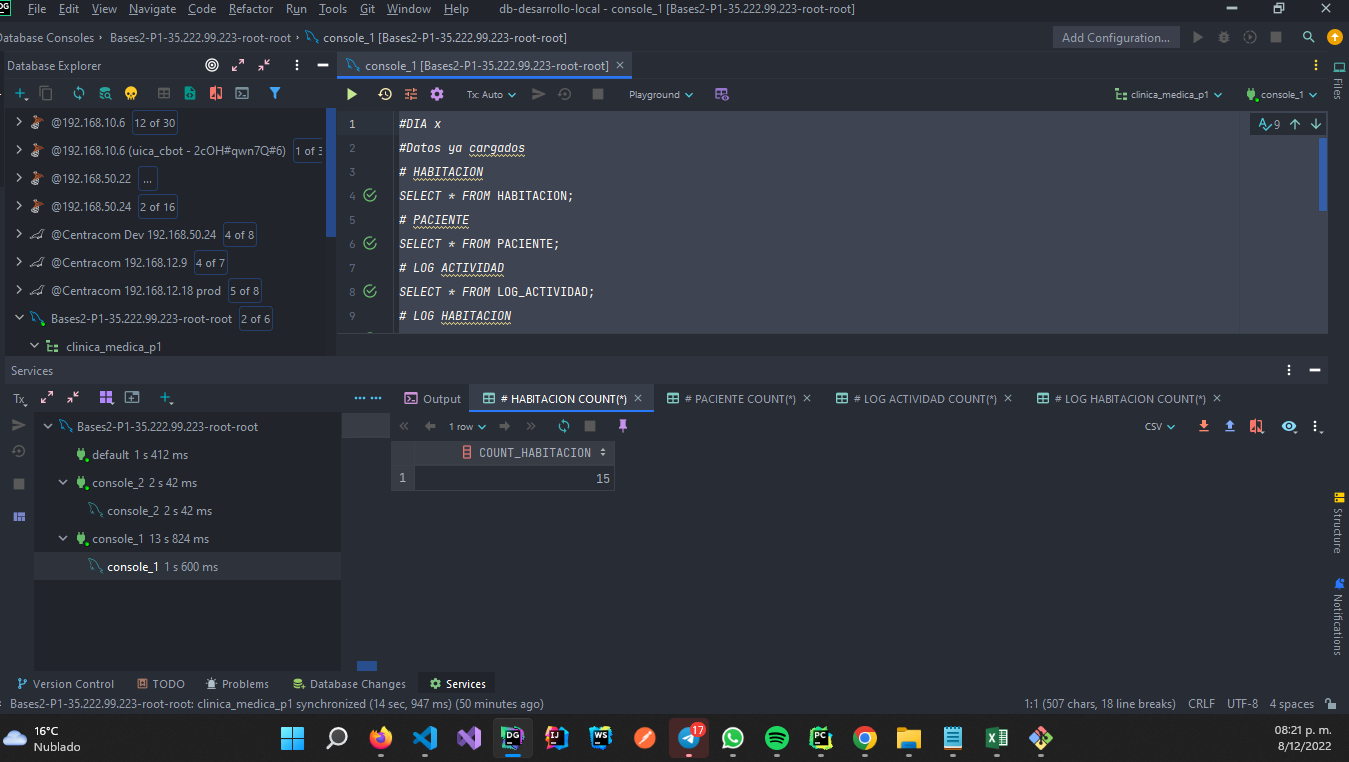 File Edit View Navigate Code Refactor Run Tools Git Window Help db-desarrollo-local - console_1 [Bases2-P1-35.222.99.223-root-root]
Database Consoles › Bases2-P1-35.222.99.223-root-root › console_1 [Bases2-P1-35.222.99.223-root-root] Add Configuration...
Database Explorer
console_1 [Bases2-P1-35.222.99.223-root-root]
Tx: Auto Playground clinica_medica_p1 console_1
Files
@192.168.10.6 12 of 30
@192.168.10.6 (uica_cbot - 2cOH#qwn7Q#6) 1 of 3
@192.168.50.22 ...
@192.168.50.24 2 of 16
@Centracom Dev 192.168.50.24 4 of 8
@Centracom 192.168.12.9 4 of 7
@Centracom 192.168.12.18 prod 5 of 8
Bases2-P1-35.222.99.223-root-root 2 of 6
clinica_medica_p1
9
1 #DIA x
2 #Datos ya cargados
3 # HABITACION
4 SELECT * FROM HABITACION;
5 # PACIENTE
6 SELECT * FROM PACIENTE;
7 # LOG ACTIVIDAD
8 SELECT * FROM LOG_ACTIVIDAD;
9 # LOG HABITACION
Services
Tx
Output # HABITACION COUNT(*) # PACIENTE COUNT(*) # LOG ACTIVIDAD COUNT(*) # LOG HABITACION COUNT(*)
Bases2-P1-35.222.99.223-root-root
default 1 s 412 ms
console_2 2 s 42 ms
console_2 2 s 42 ms
console_1 13 s 824 ms
console_1 1 s 600 ms
1 row CSV
COUNT_HABITACION
1 15
Structure
Notifications
Version Control TODO Problems Database Changes Services
Bases2-P1-35.222.99.223-root-root: clinica_medica_p1 synchronized (14 sec, 947 ms) (50 minutes ago) 1:1 (507 chars, 18 line breaks) CRLF UTF-8 4 spaces
16°C
Nublado
DG
IJ
WS
17
PC
08:21 p. m.
8/12/2022